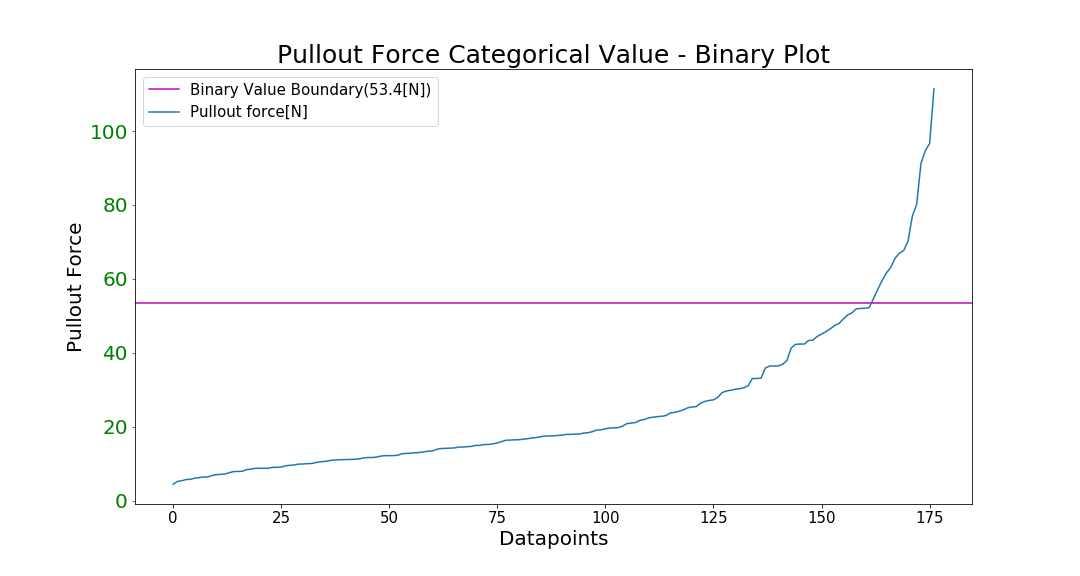 Pullout Force Categorical Value - Binary Plot
Binary Value Boundary(53.4[N])
Pullout force[N]
100
80
60
40
20
0
Pullout Force
0 25 50 75 100 125 150 175
Datapoints